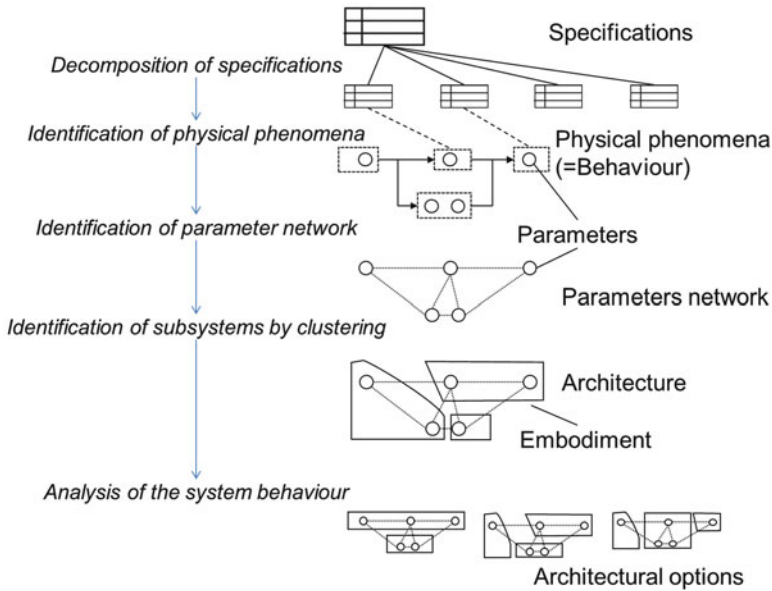 Specifications
Decomposition of specifications
Identification of physical phenomena
Physical phenomena
(=Behaviour)
Identification of parameter network
Parameters
Parameters network
Identification of subsystems by clustering
Architecture
Embodiment
Analysis of the system behaviour
Architectural options